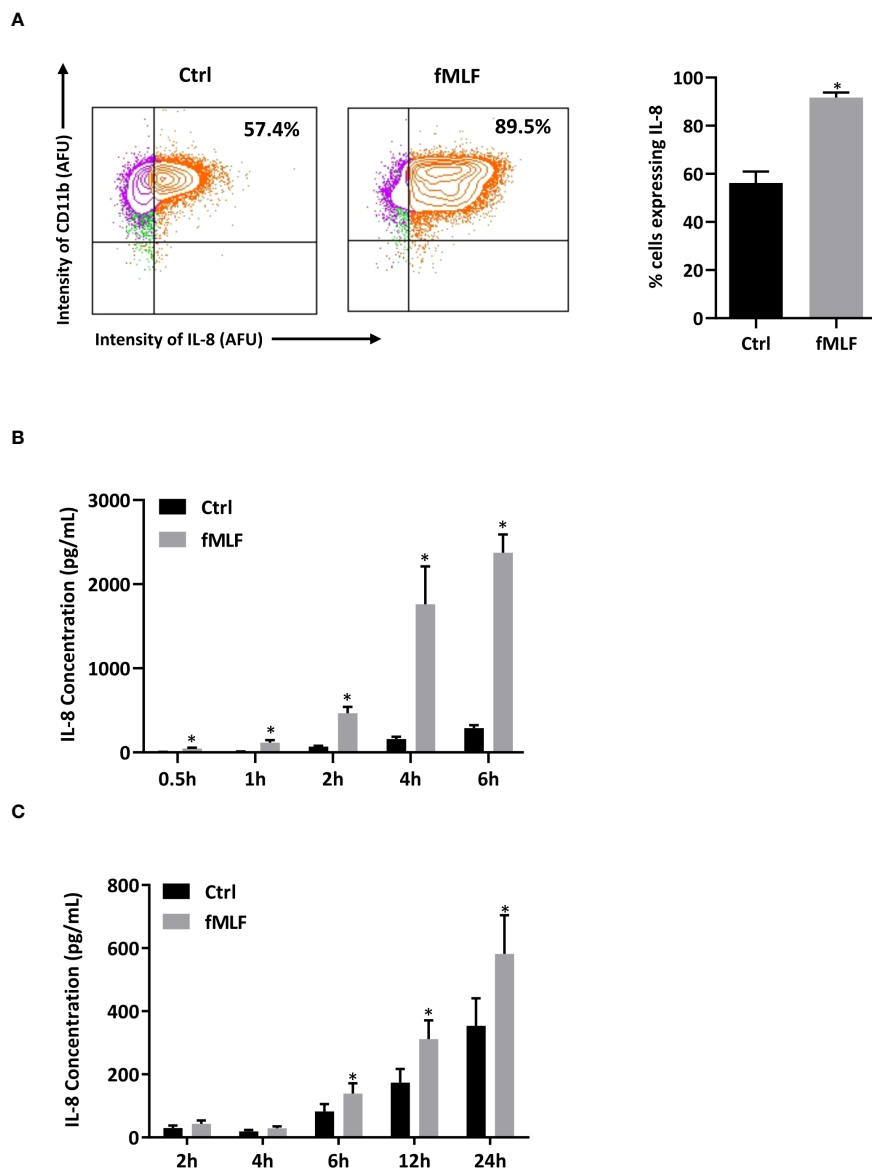 A
Ctrl
fMLF
57.4%
89.5%
Intensity of CD11b (AFU)
Intensity of IL-8 (AFU)
% cells expressing IL-8
100
80
60
40
20
0
*
Ctrl
fMLF
B
IL-8 Concentration (pg/mL)
3000
2000
1000
0
Ctrl
fMLF
* * * * *
0.5h 1h 2h 4h 6h
C
IL-8 Concentration (pg/mL)
800
600
400
200
0
Ctrl
fMLF
* * *
2h 4h 6h 12h 24h